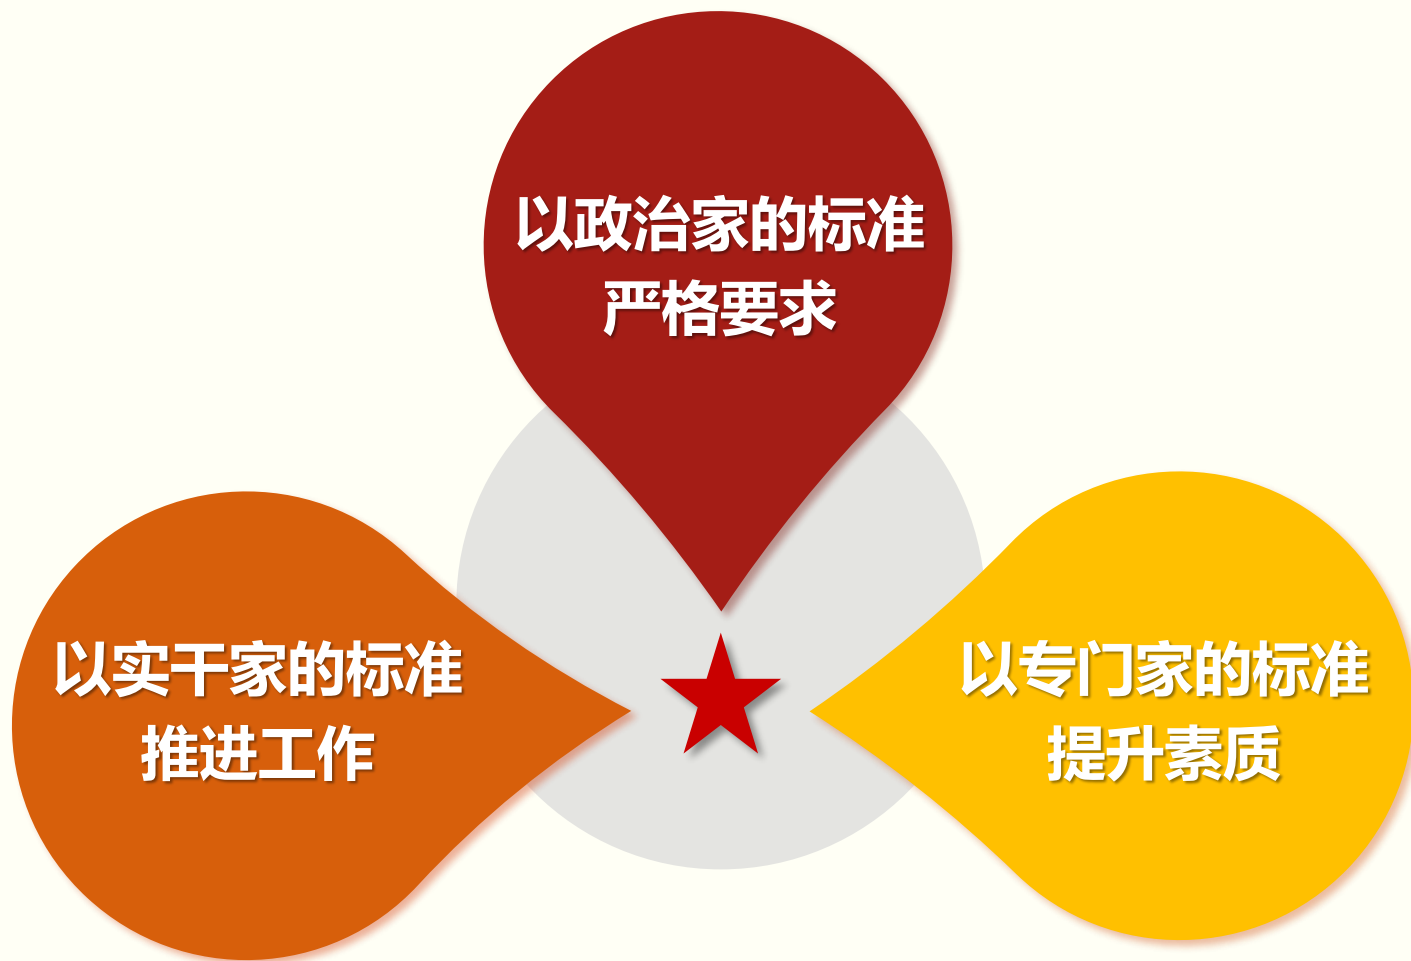 以政治家的标准
严格要求
以实干家的标准
推进工作
以专门家的标准
提升素质